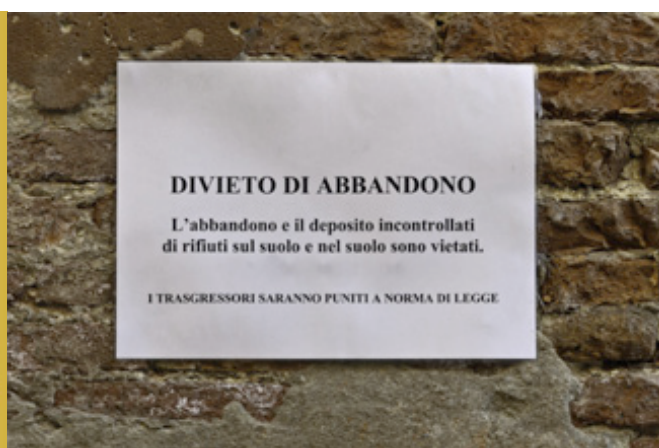 DIVIETO DI ABBANDONO
L'abbandono e il deposito incontrollati
di rifiuti sul suolo e nel suolo sono vietati.
I TRASGRESSORI SARANNO PUNITI A NORMA DI LEGGE